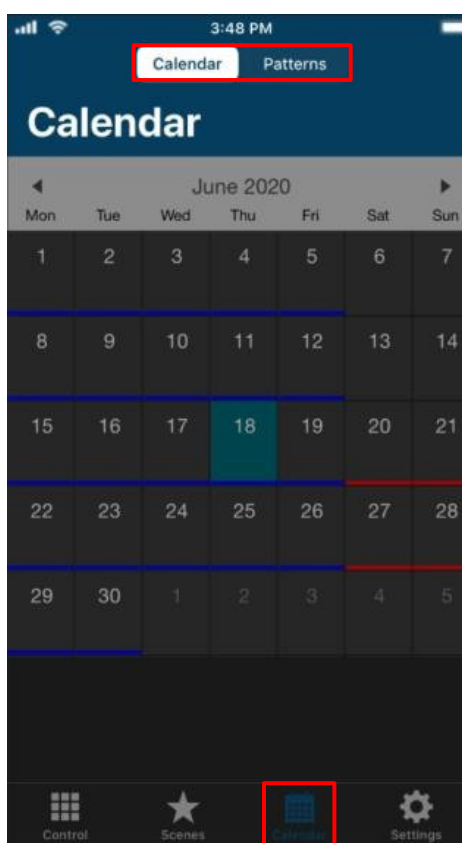 3:48 PM
Calendar Patterns
Calendar
June 2020
Mon Tue Wed Thu Fri Sat Sun
1 2 3 4 5 6 7
8 9 10 11 12 13 14
15 16 17 18 19 20 21
22 23 24 25 26 27 28
29 30 1 2 3 4 5
Control Scenes Calendar Settings